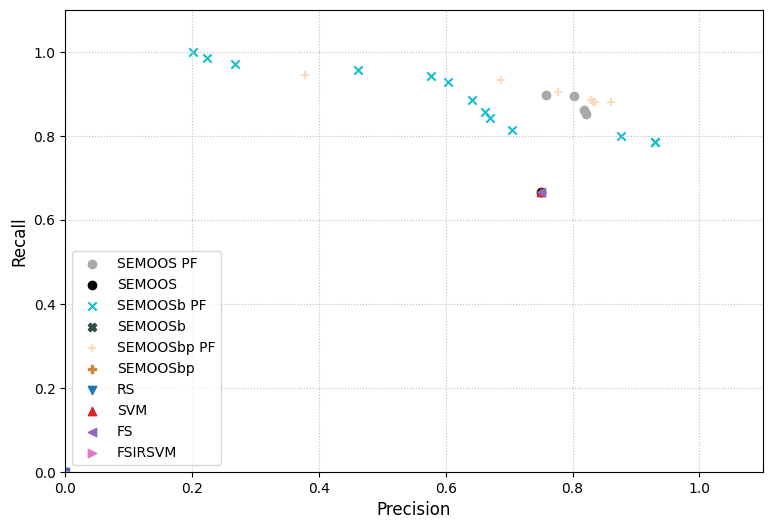 1.0
0.8
0.6
0.4
0.2
0.0
Recall
SEMOOS PF
SEMOOS
SEMOOSb PF
SEMOOSb
SEMOOSbp PF
SEMOOSbp
RS
SVM
FS
FSIRSVM
0.0 0.2 0.4 0.6 0.8 1.0
Precision